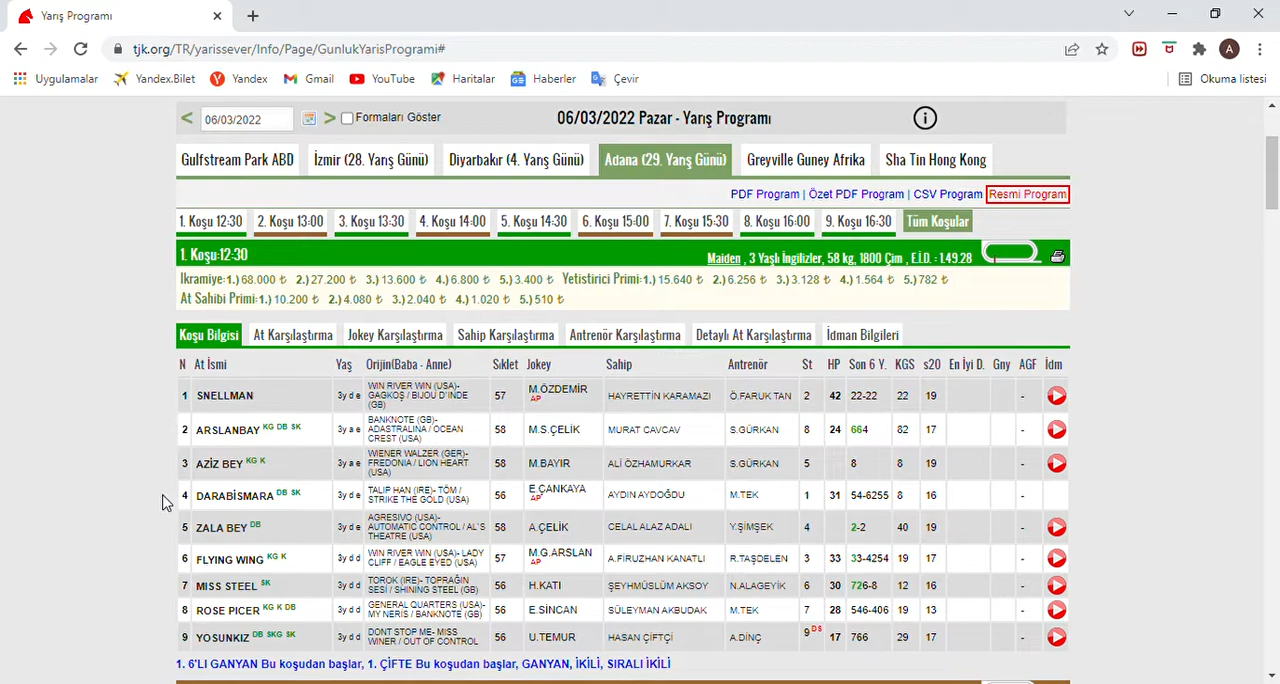 Yarış Programı
tjk.org/TR/yarissever/Info/Page/GunlukYarisProgrami#
A
Uygulamalar Yandex.Bilet Yandex Gmail YouTube Haritalar Haberler Çevir Okuma listesi
< 06/03/2022 > Formaları Göster 06/03/2022 Pazar - Yarış Programı
Gulfstream Park ABD İzmir (28. Yarış Günü) Diyarbakır (4. Yarış Günü) Adana (29. Yarış Günü) Greyville Guney Afrika Sha Tin Hong Kong
PDF Program | Özet PDF Program | CSV Program Resmi Program
1. Koşu 12:30 2. Koşu 13:00 3. Koşu 13:30 4. Koşu 14:00 5. Koşu 14:30 6. Koşu 15:00 7. Koşu 15:30 8. Koşu 16:00 9. Koşu 16:30 Tüm Koşular
1. Koşu:12:30 Maiden , 3 Yaşlı İngilizler, 58 kg, 1800 Çim , E.İ.D. : 1.49.28
İkramiye:1.) 68.000 ₺ 2.) 27.200 ₺ 3.) 13.600 ₺ 4.) 6.800 ₺ 5.) 3.400 ₺ Yetistirici Primi:1.) 15.640 ₺ 2.) 6.256 ₺ 3.) 3.128 ₺ 4.) 1.564 ₺ 5.) 782 ₺
At Sahibi Primi:1.) 10.200 ₺ 2.) 4.080 ₺ 3.) 2.040 ₺ 4.) 1.020 ₺ 5.) 510 ₺
Koşu Bilgisi At Karşılaştırma Jokey Karşılaştırma Sahip Karşılaştırma Antrenör Karşılaştırma Detaylı At Karşılaştırma İdman Bilgileri
N At İsmi Yaş Orijin(Baba - Anne) Sıklet Jokey Sahip Antrenör St HP Son 6 Y. KGS s20 En İyi D. Gny AGF İdm
1 SNELLMAN 3y d e WIN RIVER WIN (USA)- GAGKOŞ / BIJOU D'INDE (GB) 57 M.ÖZDEMİR AP HAYRETTİN KARAMAZI Ö.FARUK TAN 2 42 22-22 22 19 -
2 ARSLANBAY KG DB SK 3y a e BANKNOTE (GB)- ADASTRALINA / OCEAN CREST (USA) 58 M.S.ÇELİK MURAT CAVCAV S.GÜRKAN 8 24 664 82 17 -
3 AZİZ BEY KG K 3y a e WIENER WALZER (GER)- FREDONIA / LION HEART (USA) 58 M.BAYIR ALİ ÖZHAMURKAR S.GÜRKAN 5 8 8 19 -
4 DARABİSMARA DB SK 3y d e TALIP HAN (IRE)- TÖM / STRIKE THE GOLD (USA) 56 E.ÇANKAYA AP AYDIN AYDOĞDU M.TEK 1 31 54-6255 8 16 -
5 ZALA BEY DB 3y d e AGRESIVO (USA)- AUTOMATIC CONTROL / AL'S THEATRE (USA) 58 A.ÇELİK CELAL ALAZ ADALI Y.ŞİMŞEK 4 2-2 40 19 -
6 FLYING WING KG K 3y d d WIN RIVER WIN (USA)- LADY CLIFF / EAGLE EYED (USA) 57 M.G.ARSLAN AP A.FİRUZHAN KANATLI R.TAŞDELEN 3 33 33-4254 19 17 -
7 MISS STEEL SK 3y d d TOROK (IRE)- TOPRAĞIN SESİ / SHINING STEEL (GB) 56 H.KATI ŞEYHMÜSLÜM AKSOY N.ALAGEYİK 6 30 726-8 12 16 -
8 ROSE PICER KG K DB 3y d d GENERAL QUARTERS (USA)- MY NERIS / BANKNOTE (GB) 56 E.SİNCAN SÜLEYMAN AKBUDAK M.TEK 7 28 546-406 19 13 -
9 YOSUNKIZ DB SKG SK 3y d d DONT STOP ME- MISS WINER / OUT OF CONTROL 56 U.TEMUR HASAN ÇİFTÇİ A.DİNÇ 9 DS 17 766 29 17 -
1. 6'LI GANYAN Bu koşudan başlar, 1. ÇİFTE Bu koşudan başlar, GANYAN, İKİLİ, SIRALI İKİLİ